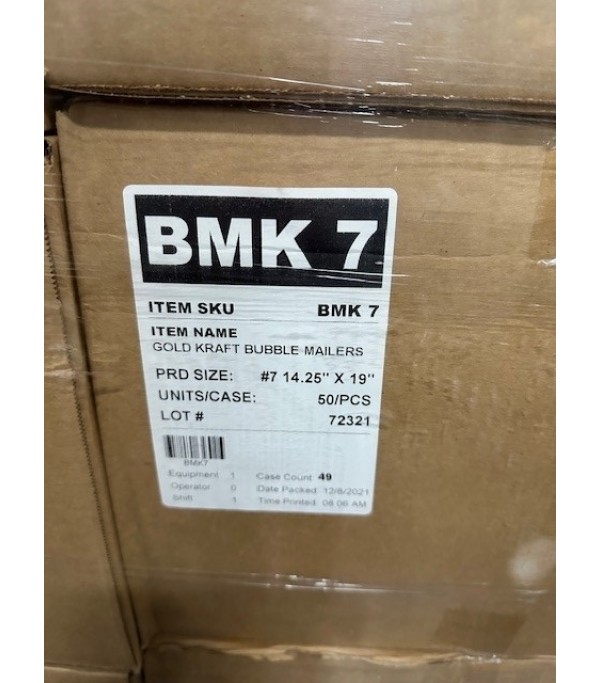 BMK 7
ITEM SKU BMK 7
ITEM NAME
GOLD KRAFT BUBBLE MAILERS
PRD SIZE: #7 14.25" X 19"
UNITS/CASE: 50/PCS
LOT # 72321
BMK7
Equipment 1 Case Count 49
Operator 0 Date Packed 12/8/2021
Shift 1 Time Printed 08:06 AM